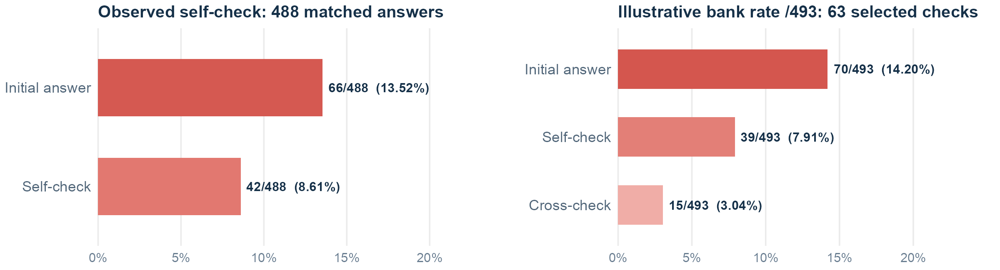 Observed self-check: 488 matched answers
Initial answer
66/488 (13.52%)
Self-check
42/488 (8.61%)
0% 5% 10% 15% 20%
Illustrative bank rate /493: 63 selected checks
Initial answer
70/493 (14.20%)
Self-check
39/493 (7.91%)
Cross-check
15/493 (3.04%)
0% 5% 10% 15% 20%